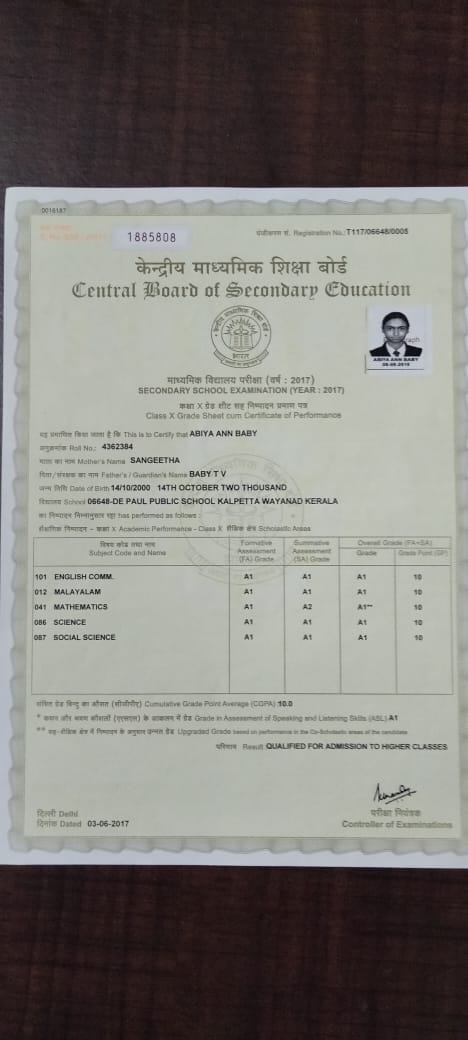 0016187
1885808
पंजीकरण सं. Registration No.: T117/06648/0005
केन्द्रीय माध्यमिक शिक्षा बोर्ड
Central Board of Secondary Education
भारत
ABIYA ANN BABY
माध्यमिक विद्यालय परीक्षा (वर्ष : 2017)
SECONDARY SCHOOL EXAMINATION (YEAR : 2017)
कक्षा X ग्रेड शीट सह निष्पादन प्रमाण पत्र
Class X Grade Sheet cum Certificate of Performance
यह प्रमाणित किया जाता है कि This is to Certify that ABIYA ANN BABY
अनुक्रमांक Roll No.: 4362384
माता का नाम Mother's Name SANGEETHA
पिता/संरक्षक का नाम Father's / Guardian's Name BABY T V
जन्म तिथि Date of Birth 14/10/2000 14TH OCTOBER TWO THOUSAND
विद्यालय School 06648-DE PAUL PUBLIC SCHOOL KALPETTA WAYANAD KERALA
का निष्पादन निम्नानुसार रहा has performed as follows :
शैक्षणिक निष्पादन - कक्षा X Academic Performance - Class X शैक्षिक क्षेत्र Scholastic Areas
विषय कोड तथा नाम
Subject Code and Name
Formative Assessment (FA) Grade
Summative Assessment (SA) Grade
Overall Grade (FA+SA)
Grade
Grade Point (GP)
101 ENGLISH COMM. A1 A1 A1 10
012 MALAYALAM A1 A1 A1 10
041 MATHEMATICS A1 A2 A1** 10
086 SCIENCE A1 A1 A1 10
087 SOCIAL SCIENCE A1 A1 A1 10
संचित ग्रेड बिन्दु का औसत (सीजीपीए) Cumulative Grade Point Average (CGPA) :10.0
* कथन और श्रवण कौशलों (एएसएल) के आकलन में ग्रेड Grade in Assessment of Speaking and Listening Skills (ASL) A1
** सह-शैक्षिक क्षेत्र में निष्पादन के अनुसार उन्नत ग्रेड Upgraded Grade based on performance in the Co-Scholastic areas of the candidate
परिणाम Result QUALIFIED FOR ADMISSION TO HIGHER CLASSES
दिल्ली Delhi
दिनांक Dated 03-06-2017
परीक्षा नियंत्रक
Controller of Examinations